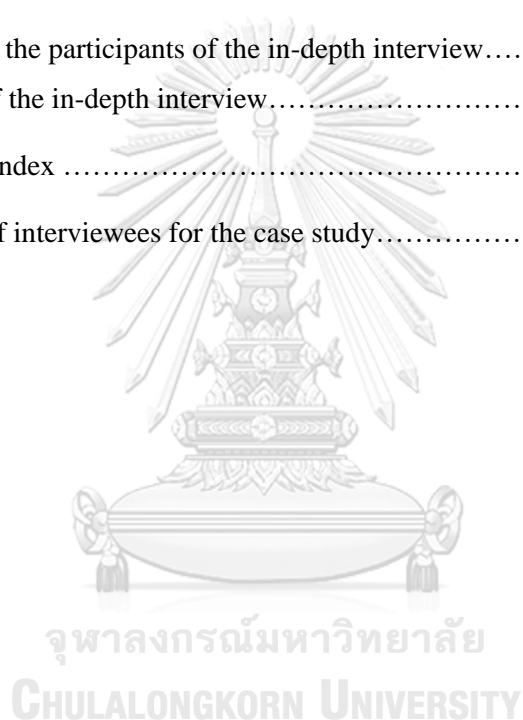 the participants of the in-depth interview….
f the in-depth interview………………………
ndex ……………………………………………
f interviewees for the case study……………
จุฬาลงกรณ์มหาวิทยาลัย
CHULALONGKORN UNIVERSITY